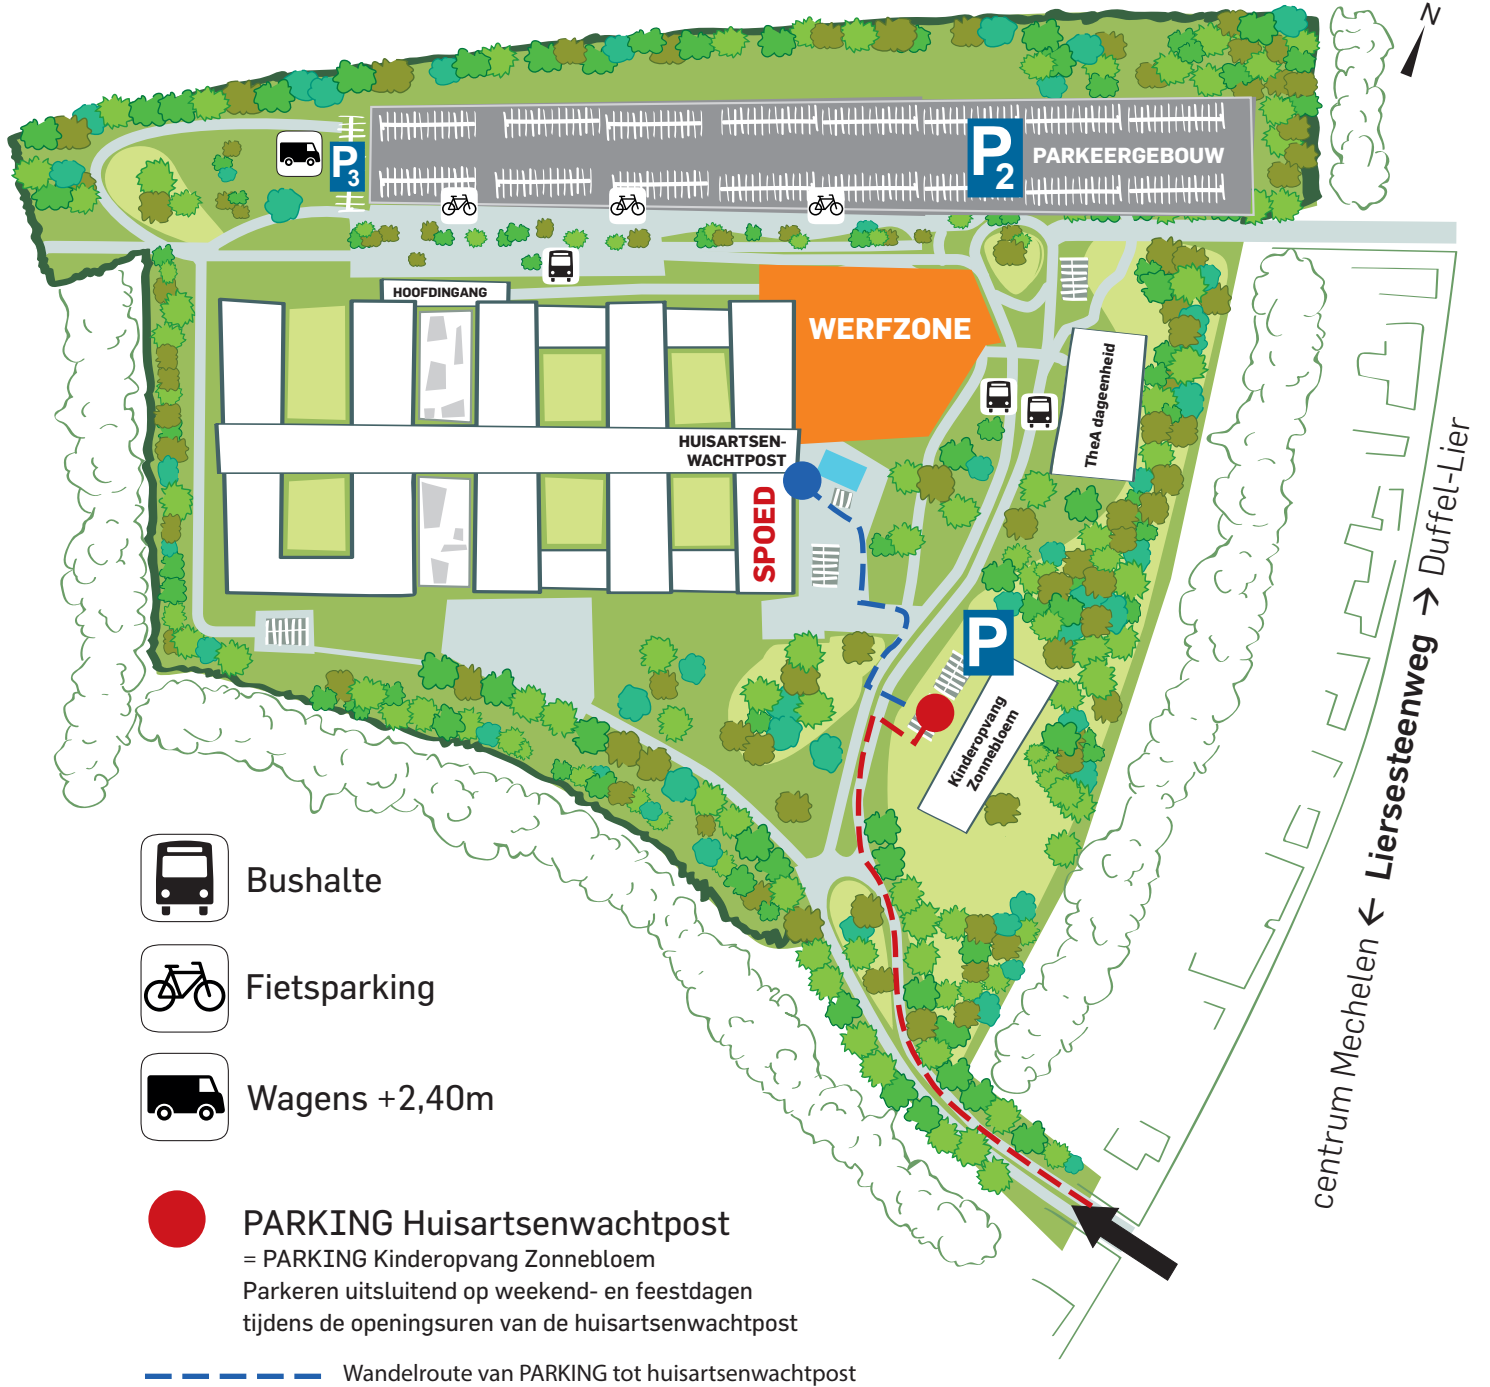 N
P3
P2
PARKEERGEBOUW
HOOFDINGANG
WERFZONE
TheA dageenheid
HUISARTSEN-
WACHTPOST
SPOED
P
Kinderopvang
Zonnebloem
centrum Mechelen ← Liersesteenweg → Duffel-Lier
Bushalte
Fietsparking
Wagens +2,40m
PARKING Huisartsenwachtpost
= PARKING Kinderopvang Zonnebloem
Parkeren uitsluitend op weekend- en feestdagen
tijdens de openingsuren van de huisartsenwachtpost
Wandelroute van PARKING tot huisartsenwachtpost